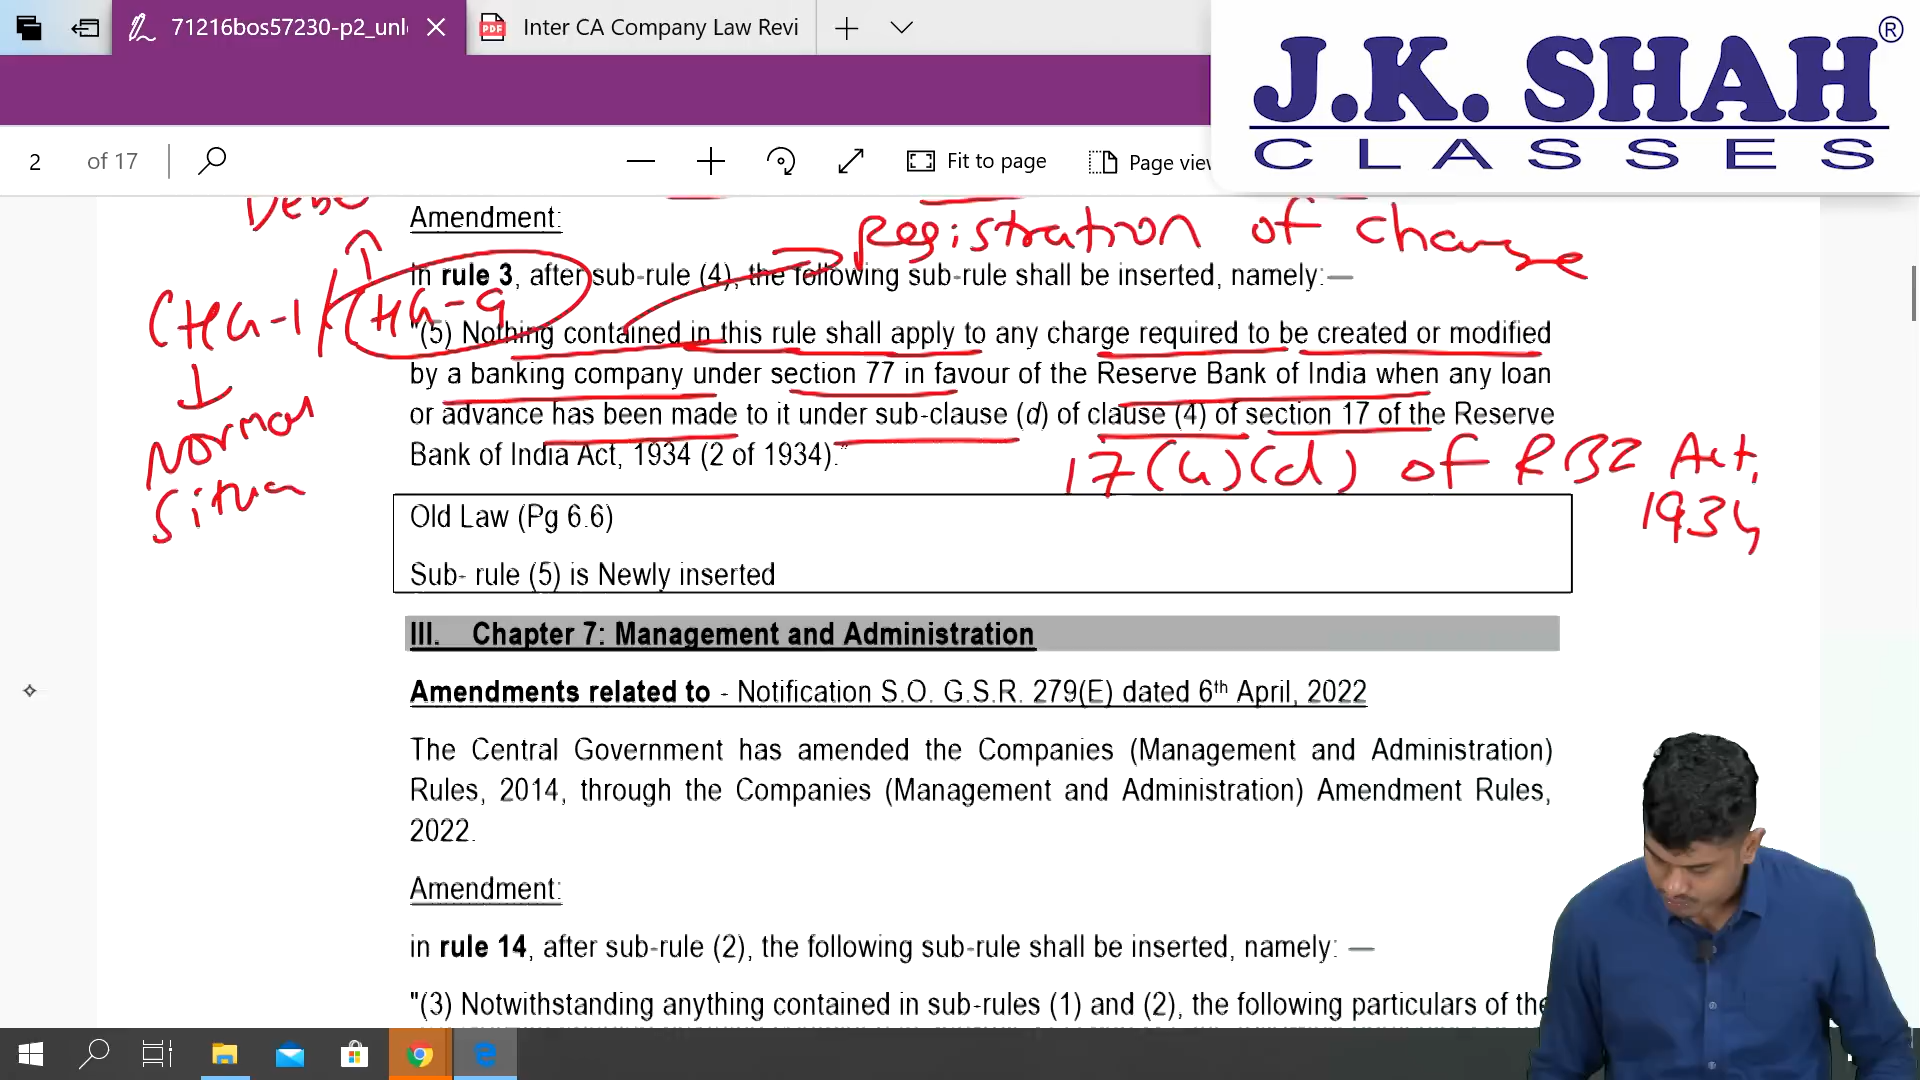 71216bos57230-p2_unl
Inter CA Company Law Revi
J.K. SHAH®
CLASSES
2 of 17
Fit to page
Page view
Amendment:
Registration of charge
In rule 3, after sub-rule (4), the following sub-rule shall be inserted, namely:—
CHG-1/ CHG-9
"(5) Nothing contained in this rule shall apply to any charge required to be created or modified
by a banking company under section 77 in favour of the Reserve Bank of India when any loan
or advance has been made to it under sub-clause (d) of clause (4) of section 17 of the Reserve
Bank of India Act, 1934 (2 of 1934)."
Normal
17(4)(d) of RBI Act,
1934
Old Law (Pg 6.6)
Sub- rule (5) is Newly inserted
III. Chapter 7: Management and Administration
Amendments related to - Notification S.O. G.S.R. 279(E) dated 6th April, 2022
The Central Government has amended the Companies (Management and Administration)
Rules, 2014, through the Companies (Management and Administration) Amendment Rules,
2022.
Amendment:
in rule 14, after sub-rule (2), the following sub-rule shall be inserted, namely: —
"(3) Notwithstanding anything contained in sub-rules (1) and (2), the following particulars of the